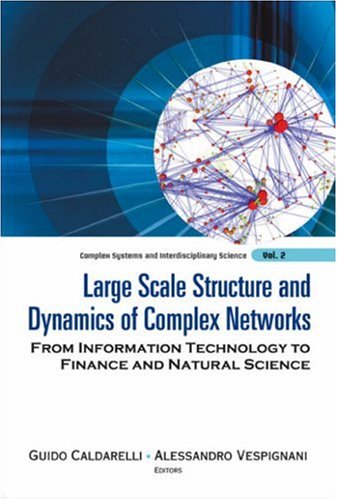 Complex Systems and Interdisciplinary Science Vol. 2
Large Scale Structure and
Dynamics of Complex Networks
FROM INFORMATION TECHNOLOGY TO
FINANCE AND NATURAL SCIENCE
GUIDO CALDARELLI • ALESSANDRO VESPIGNANI
EDITORS